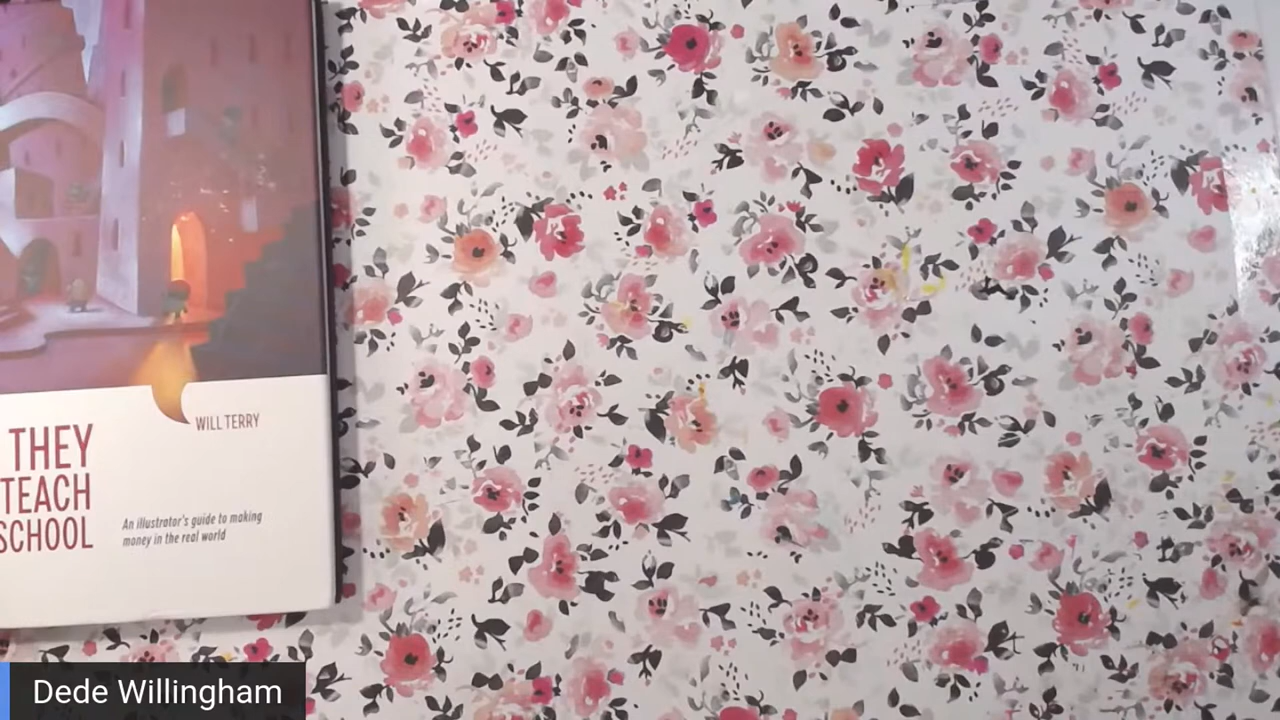 WILL TERRY
THEY
TEACH
SCHOOL
An illustrator's guide to making
money in the real world
Dede Willingham